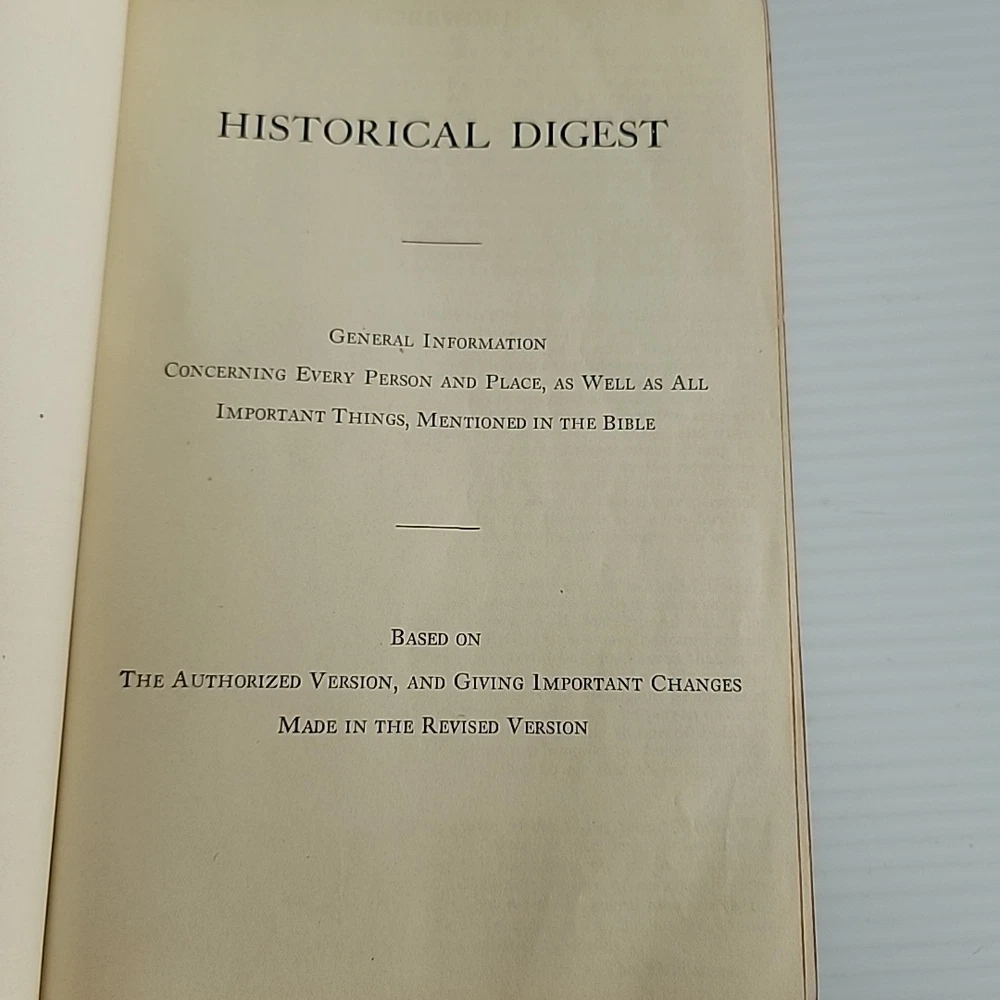 HISTORICAL DIGEST
General Information
Concerning Every Person and Place, as Well as All
Important Things, Mentioned in the Bible
Based on
The Authorized Version, and Giving Important Changes
Made in the Revised Version